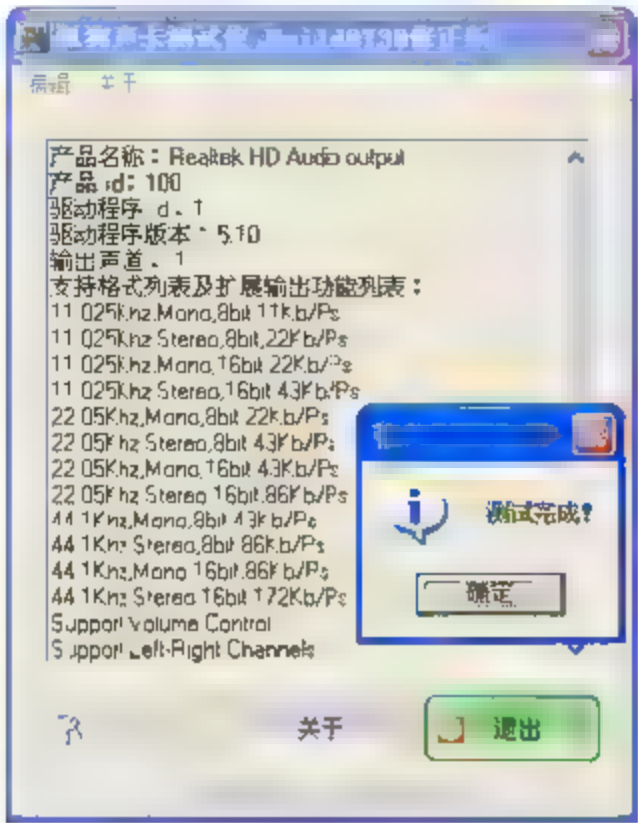 编辑 关于
产品名称：Realtek HD Audio output
产品 id：100
驱动程序 id：1
驱动程序版本：5.10
输出声道：1
支持格式列表及扩展输出功能列表：
11.025Khz,Mono,8bit,11Kb/Ps
11.025Khz,Stereo,8bit,22Kb/Ps
11.025Khz,Mono,16bit,22Kb/Ps
11.025Khz,Stereo,16bit,43Kb/Ps
22.05Khz,Mono,8bit,22Kb/Ps
22.05Khz,Stereo,8bit,43Kb/Ps
22.05Khz,Mono,16bit,43Kb/Ps
22.05Khz,Stereo,16bit,86Kb/Ps
44.1Khz,Mono,8bit,43Kb/Ps
44.1Khz,Stereo,8bit,86Kb/Ps
44.1Khz,Mono,16bit,86Kb/Ps
44.1Khz,Stereo,16bit,172Kb/Ps
Support Volume Control
Support Left-Right Channels
测试完成！
确定
关于
退出